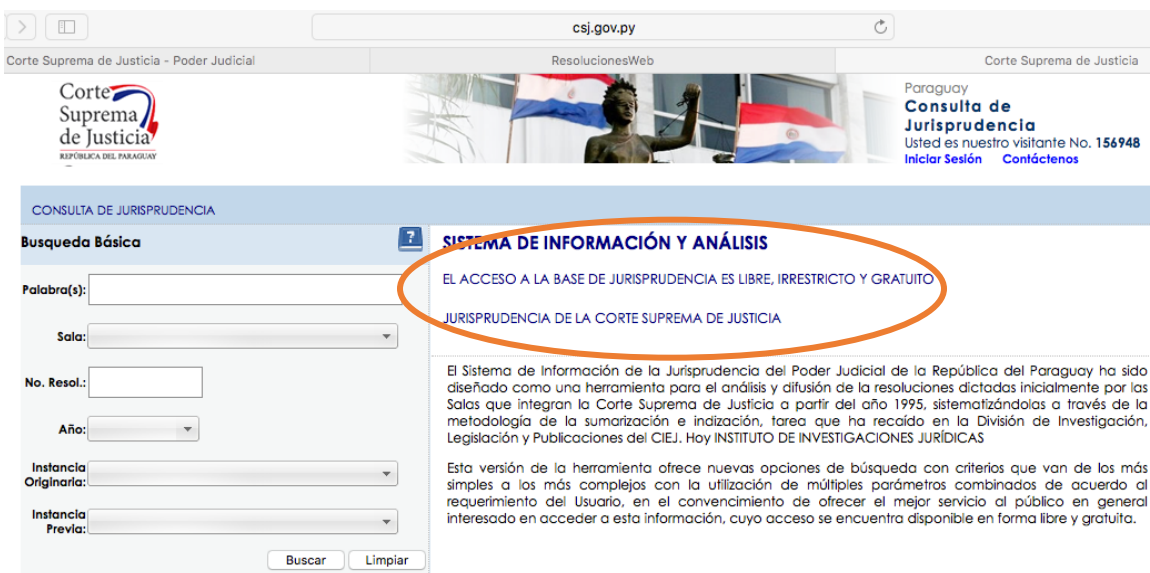 csj.gov.py
Corte Suprema de Justicia - Poder Judicial
ResolucionesWeb
Corte Suprema de Justicia
Corte
Suprema
de Justicia
REPÚBLICA DEL PARAGUAY
Paraguay
Consulta de
Jurisprudencia
Usted es nuestro visitante No. 156948
Iniciar Sesión Contáctenos
CONSULTA DE JURISPRUDENCIA
Busqueda Básica
?
Palabra(s):
Sala:
No. Resol.:
Año:
Instancia
Originaria:
Instancia
Previa:
Buscar Limpiar
SISTEMA DE INFORMACIÓN Y ANÁLISIS
EL ACCESO A LA BASE DE JURISPRUDENCIA ES LIBRE, IRRESTRICTO Y GRATUITO
JURISPRUDENCIA DE LA CORTE SUPREMA DE JUSTICIA
El Sistema de Información de la Jurisprudencia del Poder Judicial de la República del Paraguay ha sido
diseñado como una herramienta para el análisis y difusión de la resoluciones dictadas inicialmente por las
Salas que integran la Corte Suprema de Justicia a partir del año 1995, sistematizándolas a través de la
metodología de la sumarización e indización, tarea que ha recaído en la División de Investigación,
Legislación y Publicaciones del CIEJ. Hoy INSTITUTO DE INVESTIGACIONES JURÍDICAS
Esta versión de la herramienta ofrece nuevas opciones de búsqueda con criterios que van de los más
simples a los más complejos con la utilización de múltiples parámetros combinados de acuerdo al
requerimiento del Usuario, en el convencimiento de ofrecer el mejor servicio al público en general
interesado en acceder a esta información, cuyo acceso se encuentra disponible en forma libre y gratuita.